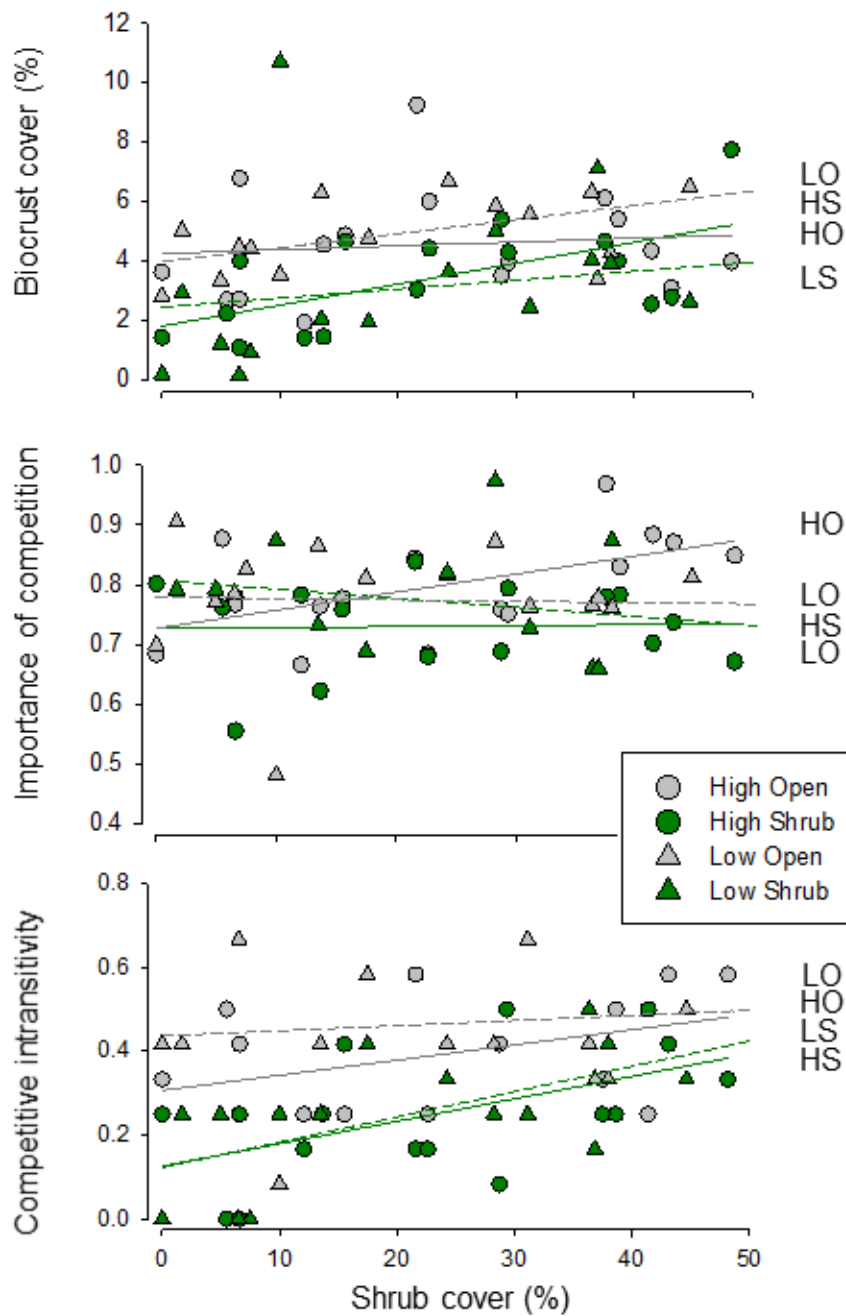 Biocrust cover (%)
12
10
8
6
4
2
0
LO
HS
HO
LS
Importance of competition
1.0
0.9
0.8
0.7
0.6
0.5
0.4
HO
LO
HS
LO
High Open
High Shrub
Low Open
Low Shrub
Competitive intransitivity
0.8
0.6
0.4
0.2
0.0
LO
HO
LS
HS
0 10 20 30 40 50
Shrub cover (%)